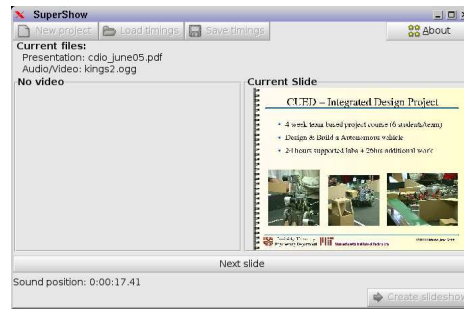 SuperShow
New project Load timings Save timings About
Current files:
Presentation: cdio_june05.pdf
Audio/Video: kings2.ogg
No video
Current Slide
CUED – Integrated Design Project
• 4 week team based project course (6 students/team)
• Design & Build a Autonomous vehicle
• 24 hours supported labs + 26hrs additional work
Next slide
Sound position: 0:00:17.41
Create slideshow